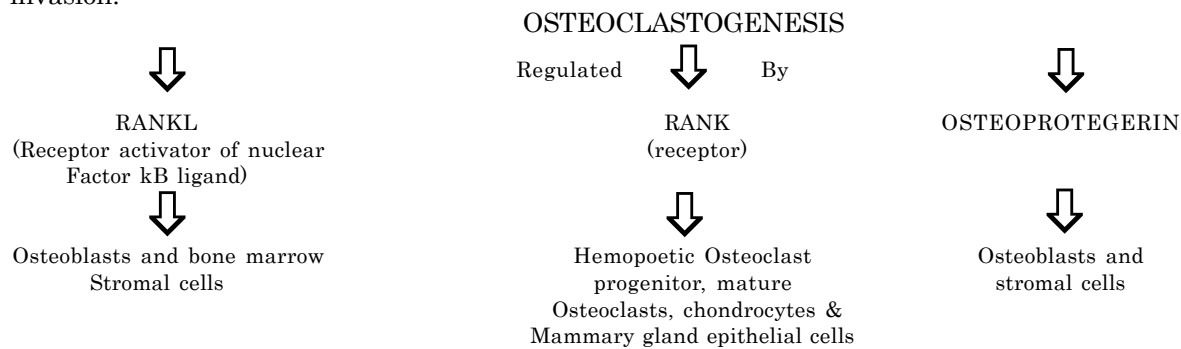 invasion.
OSTEOCLASTOGENESIS
Regulated By
RANKL
(Receptor activator of nuclear
Factor kB ligand)
RANK
(receptor)
OSTEOPROTEGERIN
Osteoblasts and bone marrow
Stromal cells
Hemopoetic Osteoclast
progenitor, mature
Osteoclasts, chondrocytes &
Mammary gland epithelial cells
Osteoblasts and
stromal cells